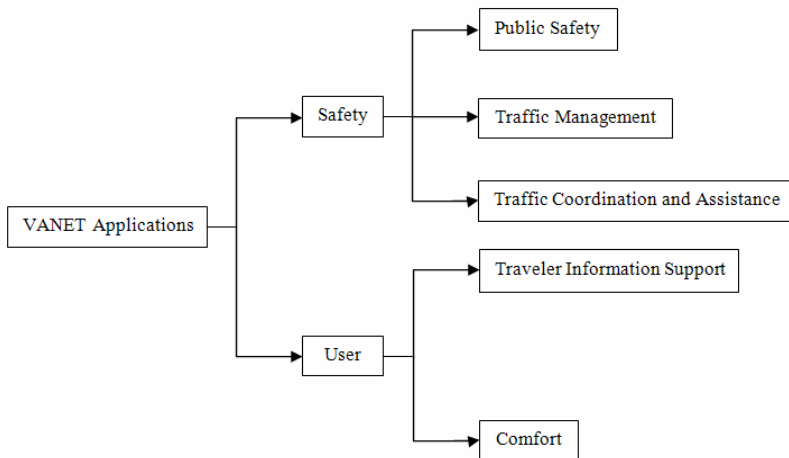 VANET Applications
Safety
Public Safety
Traffic Management
Traffic Coordination and Assistance
User
Traveler Information Support
Comfort